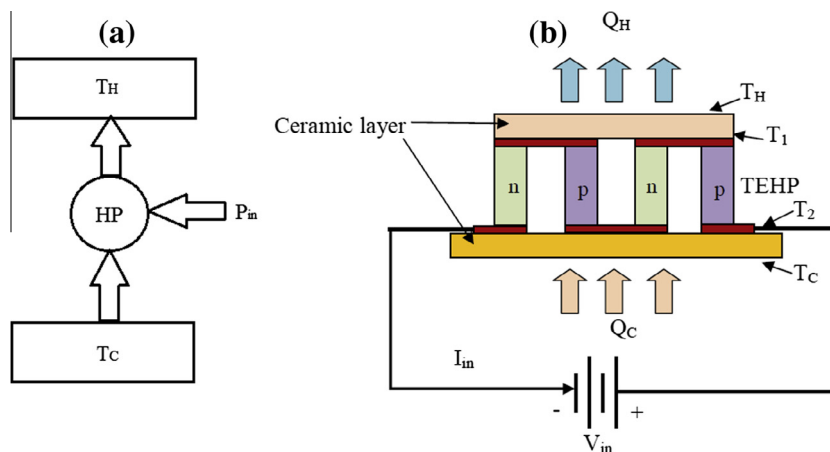 (a)
TH
HP
Pin
TC
(b)
QH
TH
Ceramic layer
T1
n
p
n
p
TEHP
T2
TC
QC
Iin
- +
Vin